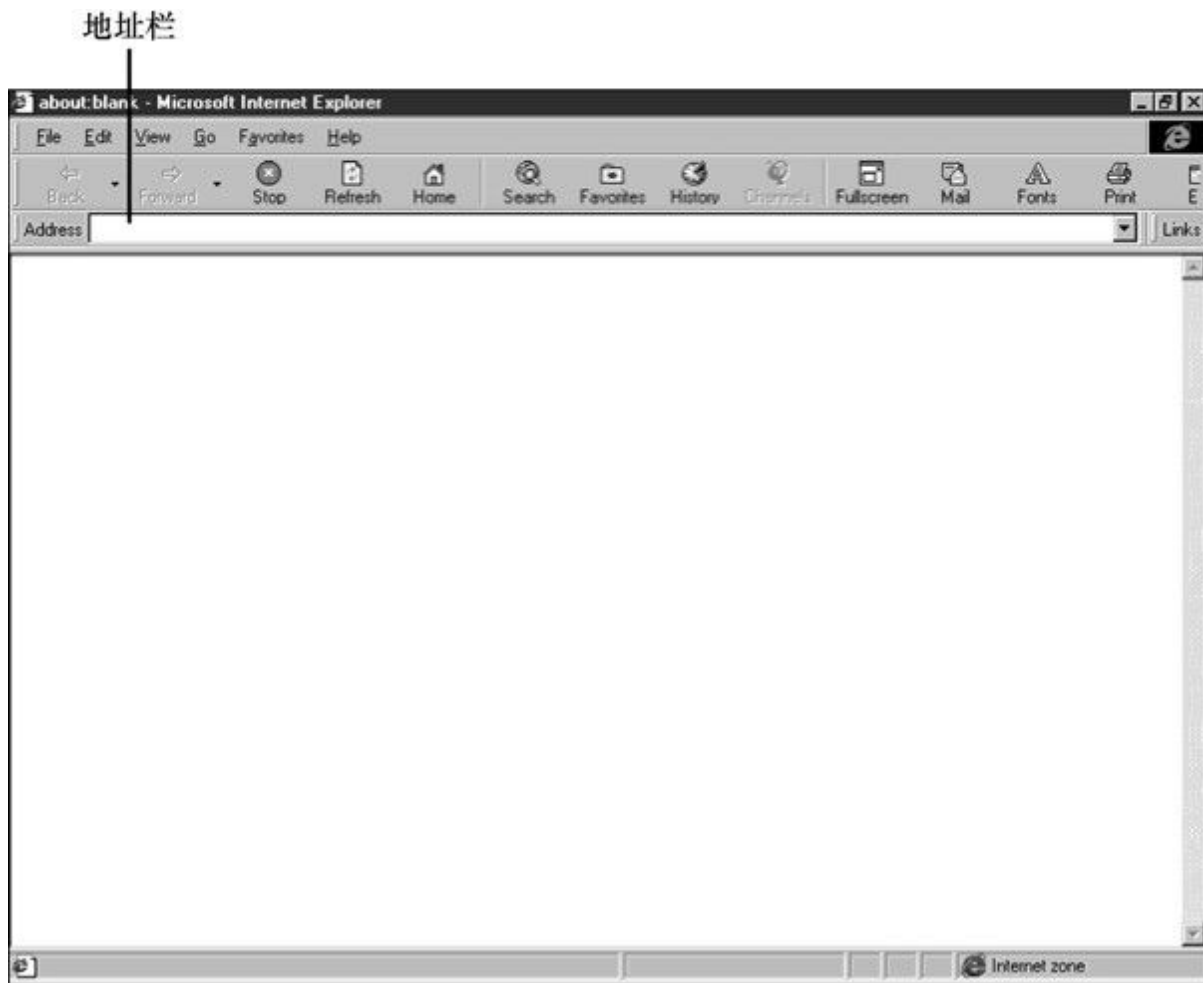 地址栏
about:blank - Microsoft Internet Explorer
File Edit View Go Favorites Help
Back Forward Stop Refresh Home Search Favorites History Channels Fullscreen Mail Fonts Print E
Address Links
Internet zone